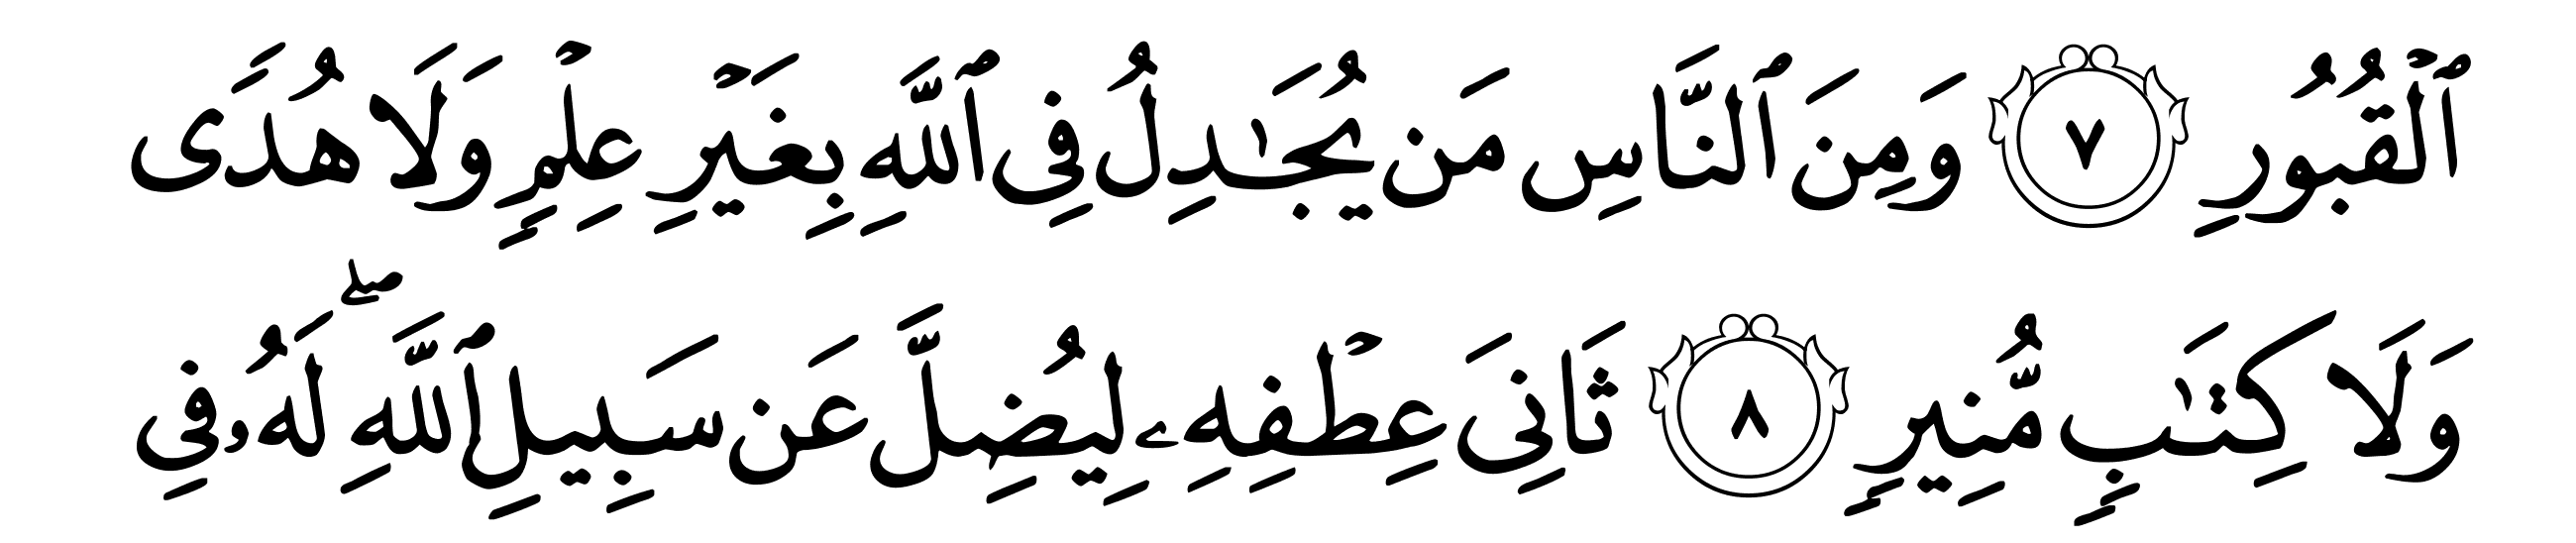 ٱلۡقُبُورِ ٧ وَمِنَ ٱلنَّاسِ مَن يُجَٰدِلُ فِي ٱللَّهِ بِغَيۡرِ عِلۡمٖ وَلَا هُدٗى
وَلَا كِتَٰبٖ مُّنِيرٖ ٨ ثَانِيَ عِطۡفِهِۦ لِيُضِلَّ عَن سَبِيلِ ٱللَّهِۖ لَهُۥ فِي